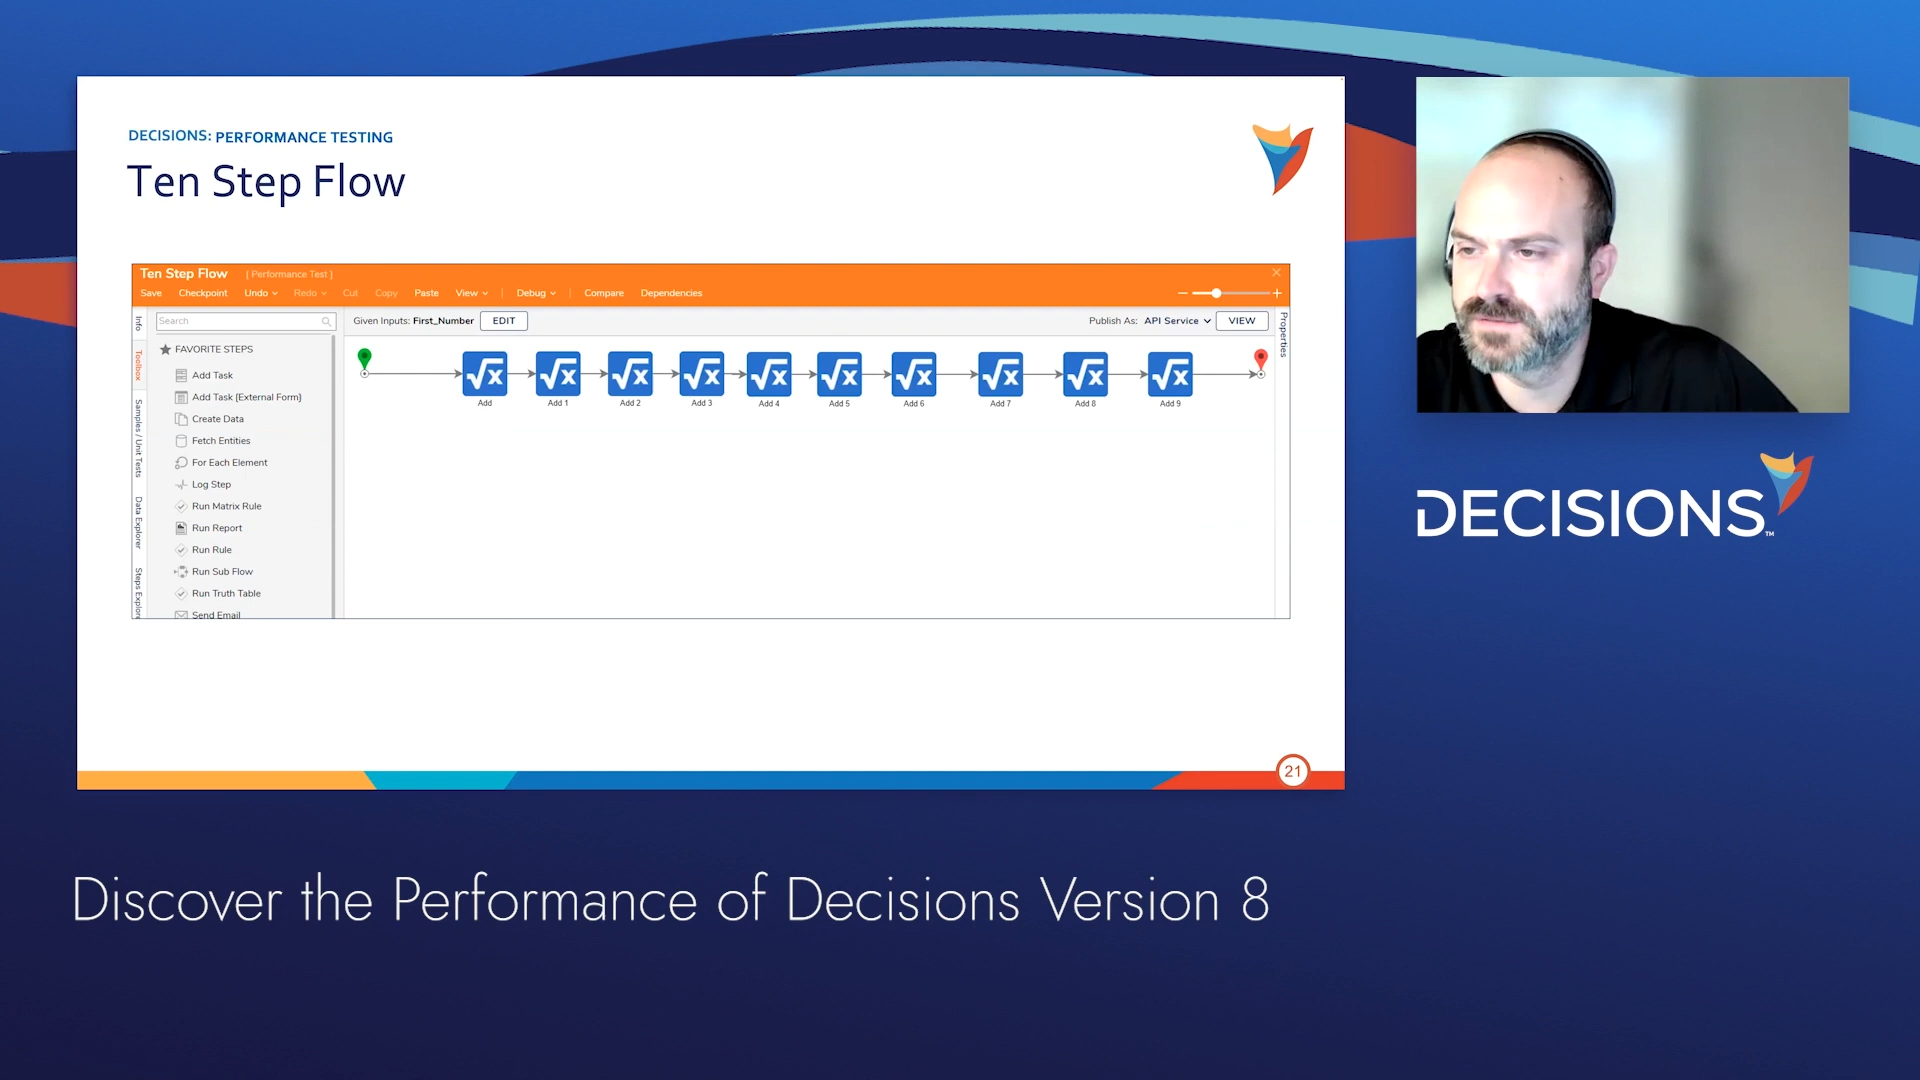 DECISIONS: PERFORMANCE TESTING
Ten Step Flow
Ten Step Flow [ Performance Test ]
Save Checkpoint Undo Redo Cut Copy Paste View Debug Compare Dependencies
Info
Toolbox
Samples / Unit Tests
Data Explorer
Steps Explore
Search
FAVORITE STEPS
Add Task
Add Task [External Form]
Create Data
Fetch Entities
For Each Element
Log Step
Run Matrix Rule
Run Report
Run Rule
Run Sub Flow
Run Truth Table
Send Email
Given Inputs: First_Number EDIT
Publish As: API Service VIEW
Properties
√x √x √x √x √x √x √x √x √x √x
Add Add 1 Add 2 Add 3 Add 4 Add 5 Add 6 Add 7 Add 8 Add 9
21
DECISIONS™
Discover the Performance of Decisions Version 8